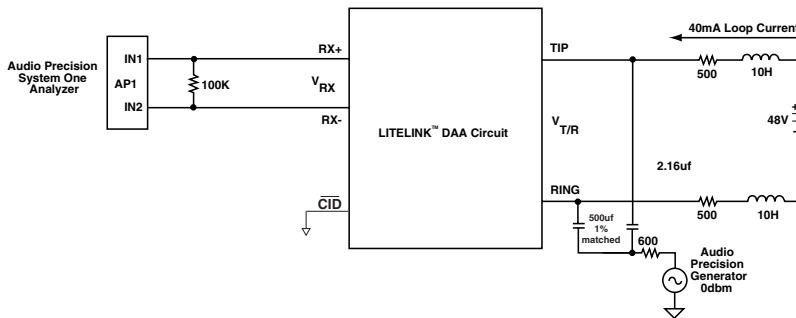 40mA Loop Current
RX+
TIP
IN1
500
10H
Audio Precision
System One
Analyzer
AP1
100K
V
RX
+
48V
-
IN2
RX-
LITELINK™ DAA Circuit
V
T/R
2.16uf
RING
CID
500uf
1%
matched
500
10H
600
Audio
Precision
Generator
0dbm